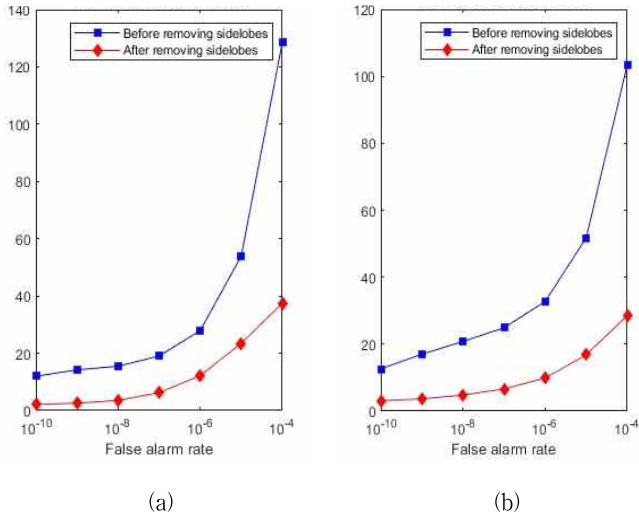 140
120
100
80
60
40
20
0
Before removing sidelobes
After removing sidelobes
10⁻¹⁰ 10⁻⁸ 10⁻⁶ 10⁻⁴
False alarm rate
(a)
120
100
80
60
40
20
0
Before removing sidelobes
After removing sidelobes
10⁻¹⁰ 10⁻⁸ 10⁻⁶ 10⁻⁴
False alarm rate
(b)